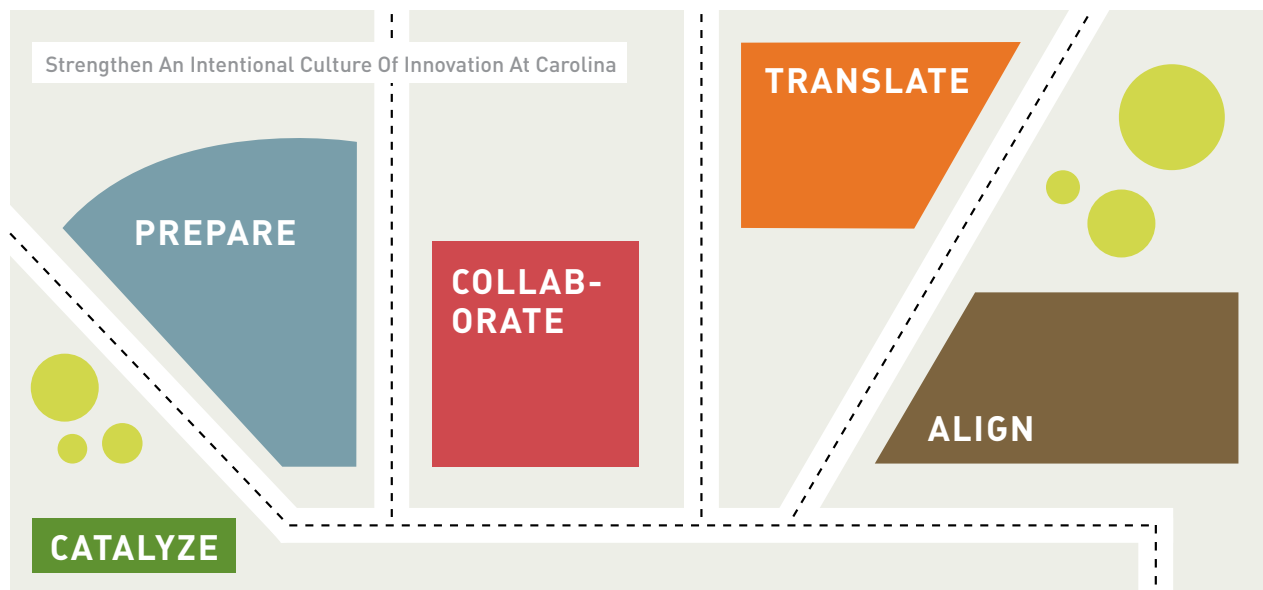 Strengthen An Intentional Culture Of Innovation At Carolina
TRANSLATE
PREPARE
COLLAB-
ORATE
ALIGN
CATALYZE